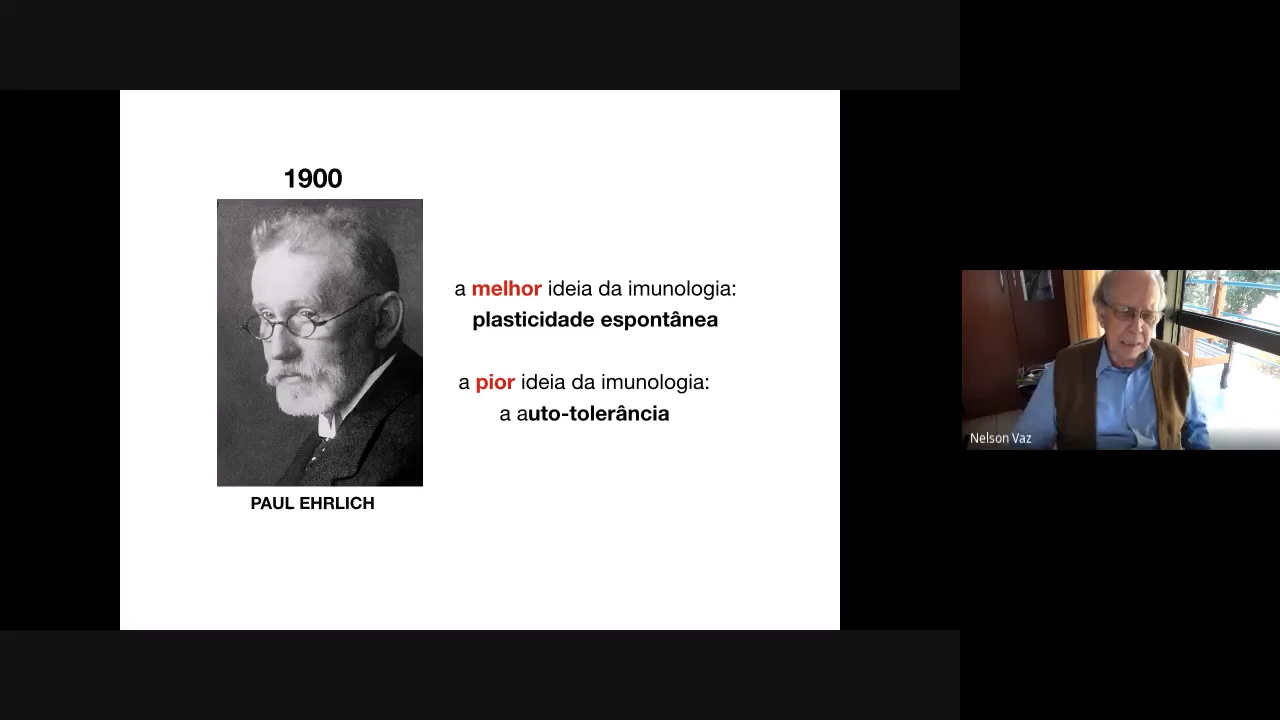 1900
a melhor ideia da imunologia:
plasticidade espontânea
a pior ideia da imunologia:
a auto-tolerância
PAUL EHRLICH
Nelson Vaz